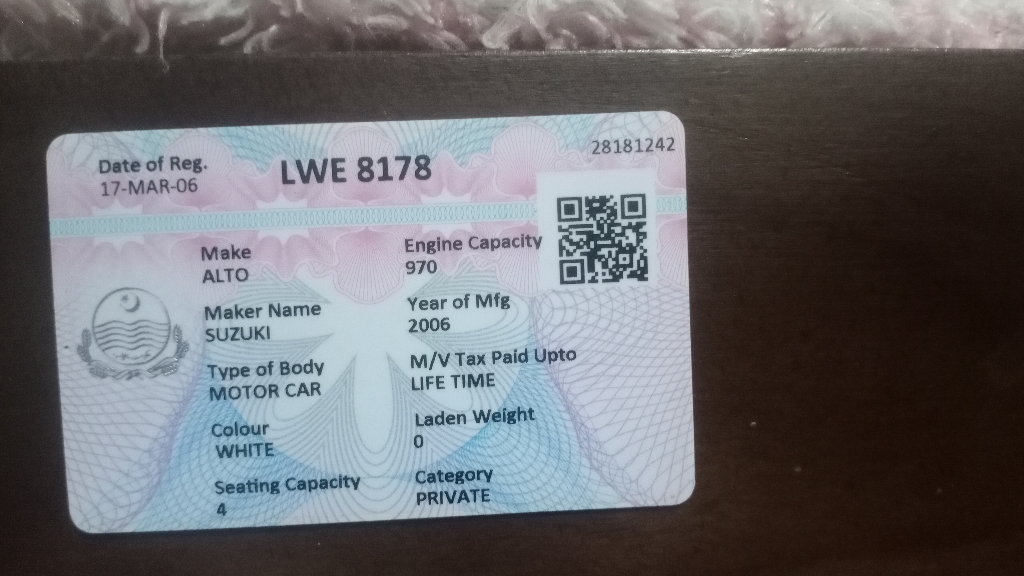 Date of Reg.
17-MAR-06
LWE 8178
28181242
Make
ALTO
Engine Capacity
970
Maker Name
SUZUKI
Year of Mfg
2006
Type of Body
MOTOR CAR
M/V Tax Paid Upto
LIFE TIME
Colour
WHITE
Laden Weight
0
Seating Capacity
4
Category
PRIVATE